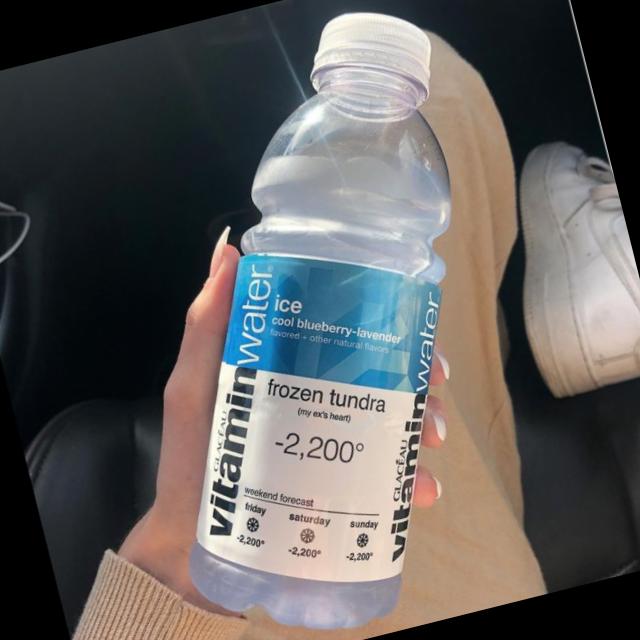 ice
cool blueberry-lavender
flavored + other natural flavors
GLACÉAU
vitaminwater®
frozen tundra
(my ex's heart)
-2,200°
weekend forecast
friday saturday sunday
-2,200° -2,200° -2,200°
GLACÉAU
vitaminwater